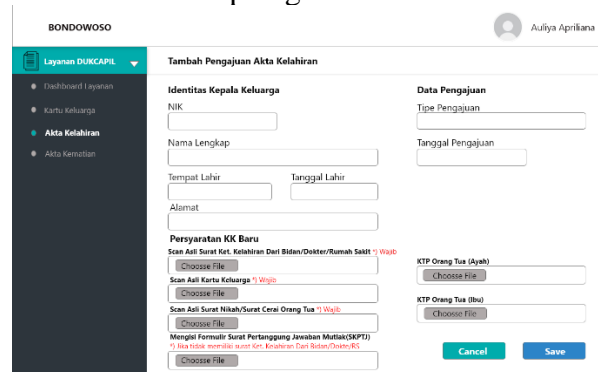 BONDOWOSO
Auliya Apriliana
Layanan DUKCAPIL
Dashboard Layanan
Kartu Keluarga
Akta Kelahiran
Akta Kematian
Tambah Pengajuan Akta Kelahiran
Identitas Kepala Keluarga
NIK
Nama Lengkap
Tempat Lahir Tanggal Lahir
Alamat
Data Pengajuan
Tipe Pengajuan
Tanggal Pengajuan
Persyaratan KK Baru
Scan Asli Surat Ket. Kelahiran Dari Bidan/Dokter/Rumah Sakit *) Wajib
Choosse File
Scan Asli Kartu Keluarga *) Wajib
Choosse File
Scan Asli Surat Nikah/Surat Cerai Orang Tua *) Wajib
Choosse File
Mengisi Formulir Surat Pertanggung Jawaban Mutlak(SKPTJ)
*) Jika tidak memiliki surat Ket. Kelahiran Dari Bidan/Dokter/RS
Choosse File
KTP Orang Tua (Ayah)
Choosse File
KTP Orang Tua (Ibu)
Choosse File
Cancel Save